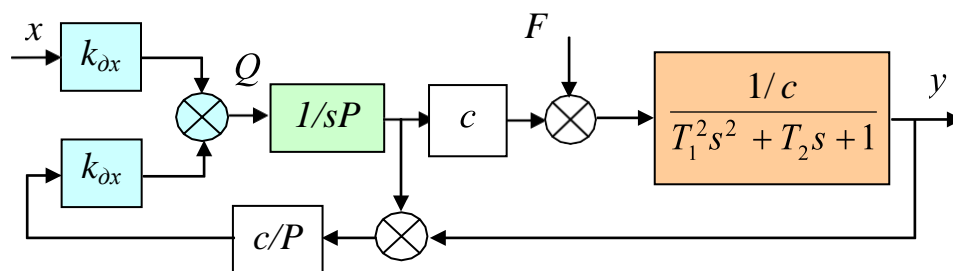 x
k∂x
Q
1/sP
c
F
1/c
T₁²s² + T₂s + 1
y
k∂x
c/P